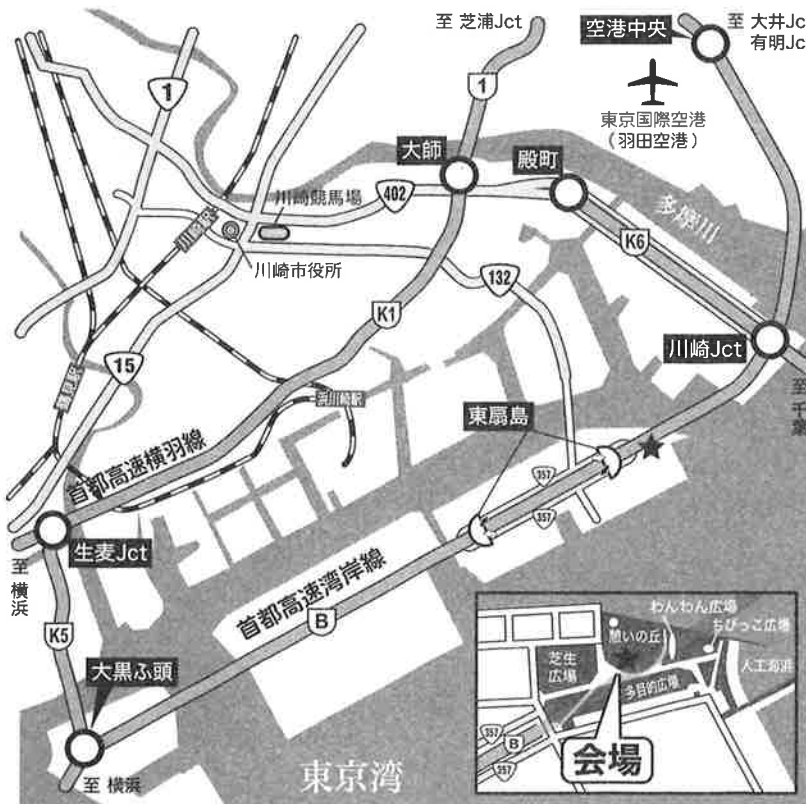 至 芝浦Jct
空港中央
至 大井Jc
有明Jc
1
1
東京国際空港
(羽田空港)
大師
殿町
402
川崎競馬場
多摩川
K6
川崎市役所
132
K1
川崎Jct
15
至 千葉
浜川崎駅
東扇島
首都高速横羽線
357
357
生麦Jct
至 横浜
首都高速湾岸線
B
K5
大黒ふ頭
至 横浜
東京湾
わんわん広場
ちびっこ広場
憩いの丘
芝生
広場
人工海浜
多目的広場
357
B
357
会場